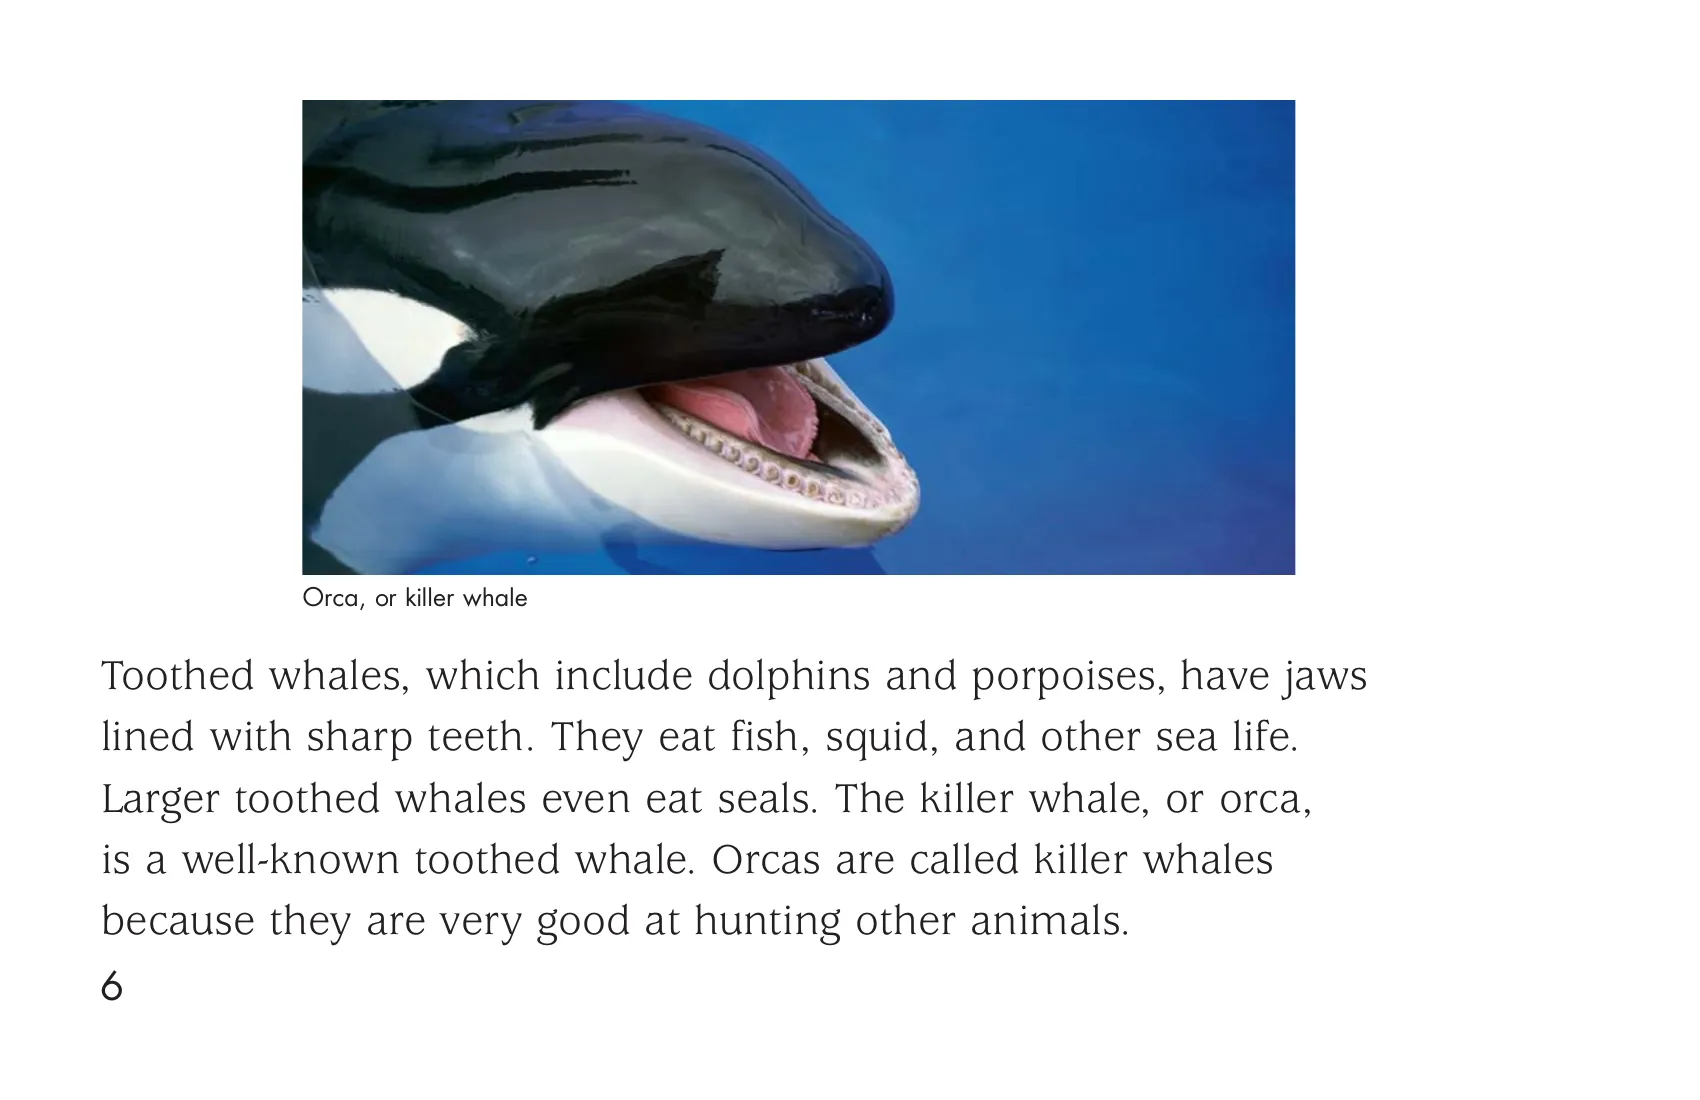 Orca, or killer whale
Toothed whales, which include dolphins and porpoises, have jaws
lined with sharp teeth. They eat fish, squid, and other sea life.
Larger toothed whales even eat seals. The killer whale, or orca,
is a well-known toothed whale. Orcas are called killer whales
because they are very good at hunting other animals.
6